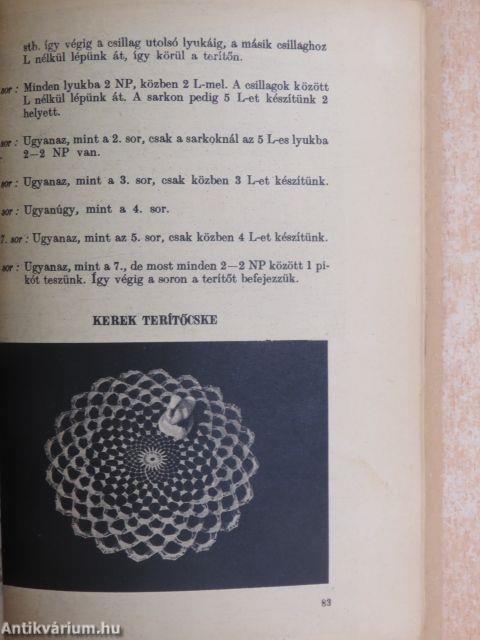 stb. így végig a csillag utolsó lyukáig, a másik csillaghoz
L nélkül lépünk át, így körül a terítőn.
sor: Minden lyukba 2 NP, közben 2 L-mel. A csillagok között
L nélkül lépünk át. A sarkon pedig 5 L-et készítünk 2
helyett.
sor: Ugyanaz, mint a 2. sor, csak a sarkoknál az 5 L-es lyukba
2—2 NP van.
sor: Ugyanaz, mint a 3. sor, csak közben 3 L-et készítünk.
sor: Ugyanúgy, mint a 4. sor.
7. sor: Ugyanaz, mint az 5. sor, csak közben 4 L-et készítünk.
sor: Ugyanaz, mint a 7., de most minden 2—2 NP között 1 pi-
kót teszünk. Így végig a soron a terítőt befejezzük.
KEREK TERÍTŐCSKE
83
Antikvárium.hu